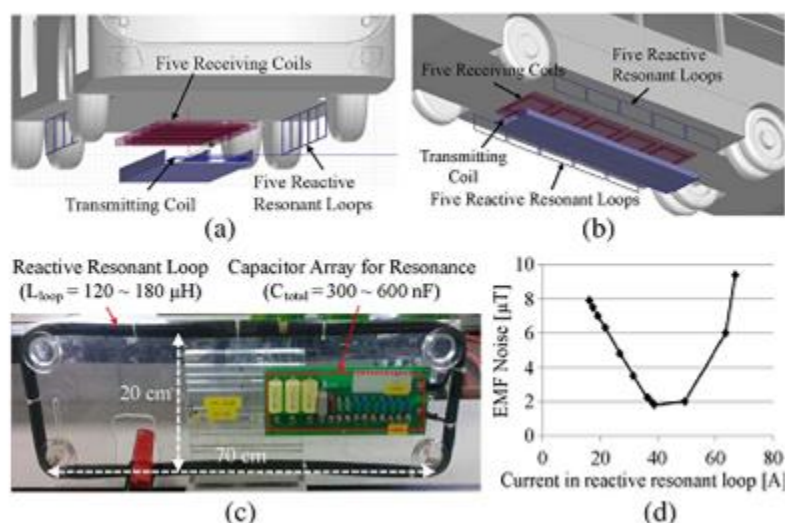 Five Receiving Coils
Transmitting Coil
Five Reactive
Resonant Loops
(a)
Five Reactive
Resonant Loops
Five Receiving Coils
Transmitting
Coil
Five Reactive Resonant Loops
(b)
Reactive Resonant Loop
(Lloop = 120 ~ 180 µH)
Capacitor Array for Resonance
(Ctotal = 300 ~ 600 nF)
20 cm
70 cm
(c)
EMF Noise [µT]
10
8
6
4
2
0
0 20 40 60 80
Current in reactive resonant loop [A]
(d)